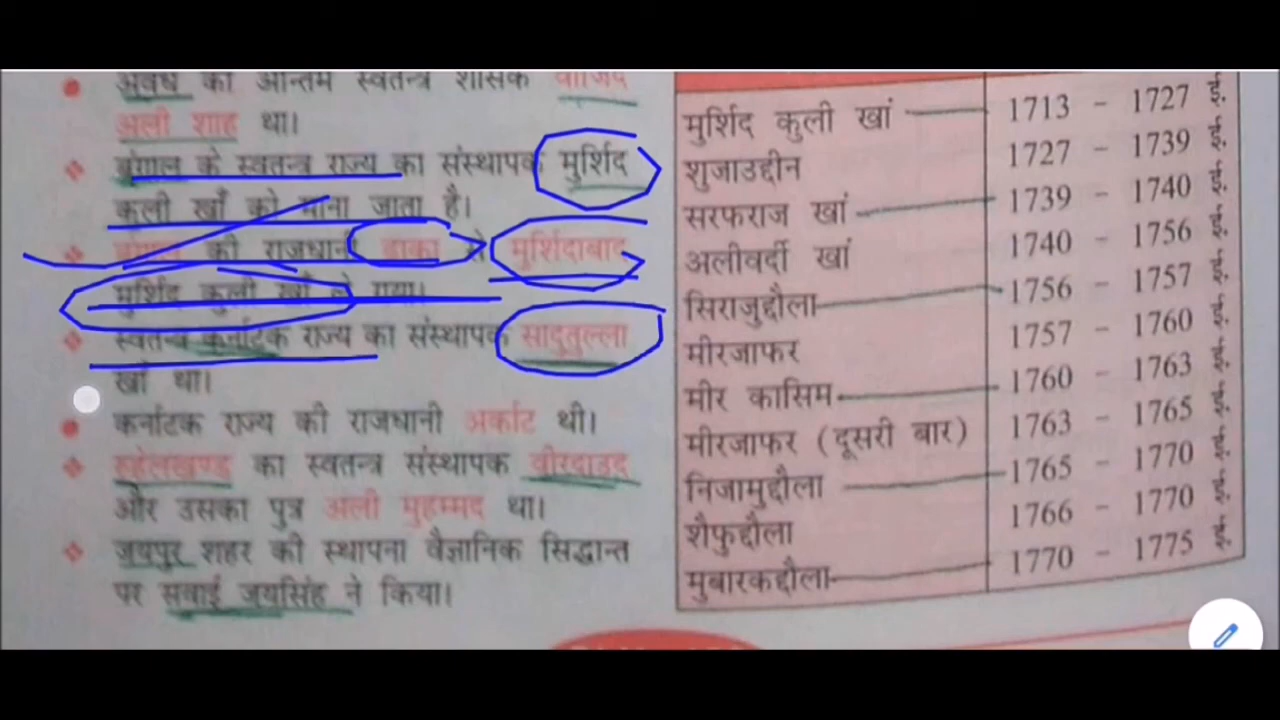 अवध का अन्तिम स्वतन्त्र शासक वाजिद
अली शाह था।
बंगाल के स्वतन्त्र राज्य का संस्थापक मुर्शिद
कुली खाँ को माना जाता है।
बंगाल की राजधानी ढाका से मुर्शिदाबाद
मुर्शिद कुली खाँ ले गया।
स्वतन्त्र कर्नाटक राज्य का संस्थापक सादुतुल्ला
खाँ था।
कर्नाटक राज्य की राजधानी अर्काट थी।
रुहेलखण्ड का स्वतन्त्र संस्थापक वीरदाउद
और उसका पुत्र अली मुहम्मद था।
जयपुर शहर की स्थापना वैज्ञानिक सिद्धान्त
पर सवाई जयसिंह ने किया।
मुर्शिद कुली खां 1713 - 1727 ई.
शुजाउद्दीन 1727 - 1739 ई.
सरफराज खां 1739 - 1740 ई.
अलीवर्दी खां 1740 - 1756 ई.
सिराजुद्दौला 1756 - 1757 ई.
मीरजाफर 1757 - 1760 ई.
मीर कासिम 1760 - 1763 ई.
मीरजाफर (दूसरी बार) 1763 - 1765 ई.
निजामुद्दौला 1765 - 1770 ई.
शैफुद्दौला 1766 - 1770 ई.
मुबारकद्दौला 1770 - 1775 ई.